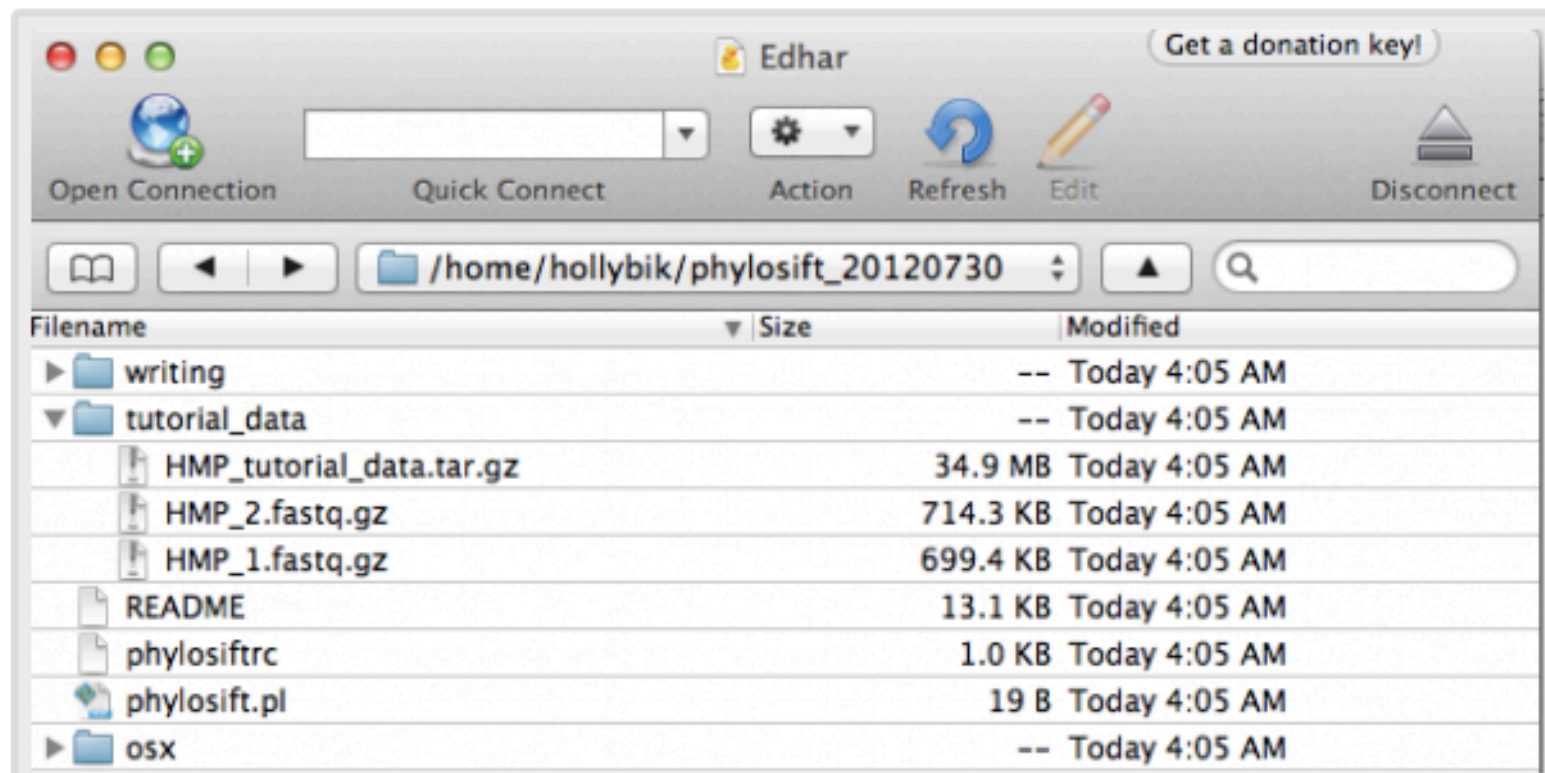 Edhar
Get a donation key!
Open Connection
Quick Connect
Action
Refresh
Edit
Disconnect
/home/hollybik/phylosift_20120730
Filename Size Modified
writing -- Today 4:05 AM
tutorial_data -- Today 4:05 AM
HMP_tutorial_data.tar.gz 34.9 MB Today 4:05 AM
HMP_2.fastq.gz 714.3 KB Today 4:05 AM
HMP_1.fastq.gz 699.4 KB Today 4:05 AM
README 13.1 KB Today 4:05 AM
phylosiftrc 1.0 KB Today 4:05 AM
phylosift.pl 19 B Today 4:05 AM
osx -- Today 4:05 AM